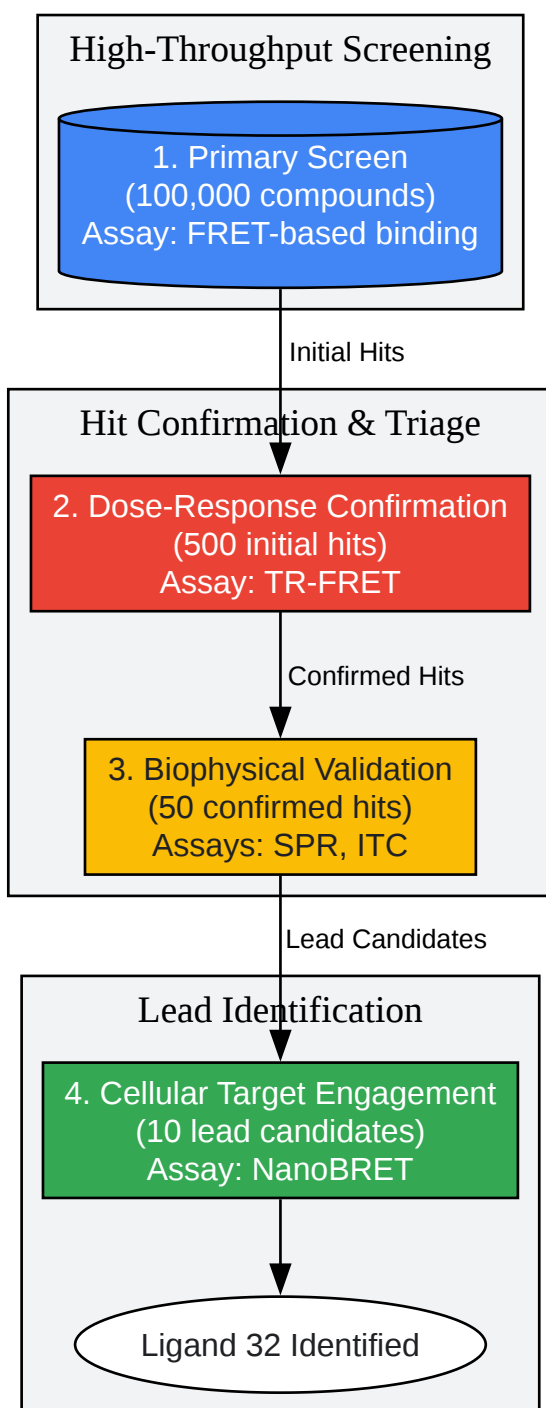 High-Throughput Screening
1. Primary Screen
(100,000 compounds)
Assay: FRET-based binding
Initial Hits
Hit Confirmation & Triage
2. Dose-Response Confirmation
(500 initial hits)
Assay: TR-FRET
Confirmed Hits
3. Biophysical Validation
(50 confirmed hits)
Assays: SPR, ITC
Lead Candidates
Lead Identification
4. Cellular Target Engagement
(10 lead candidates)
Assay: NanoBRET
Ligand 32 Identified